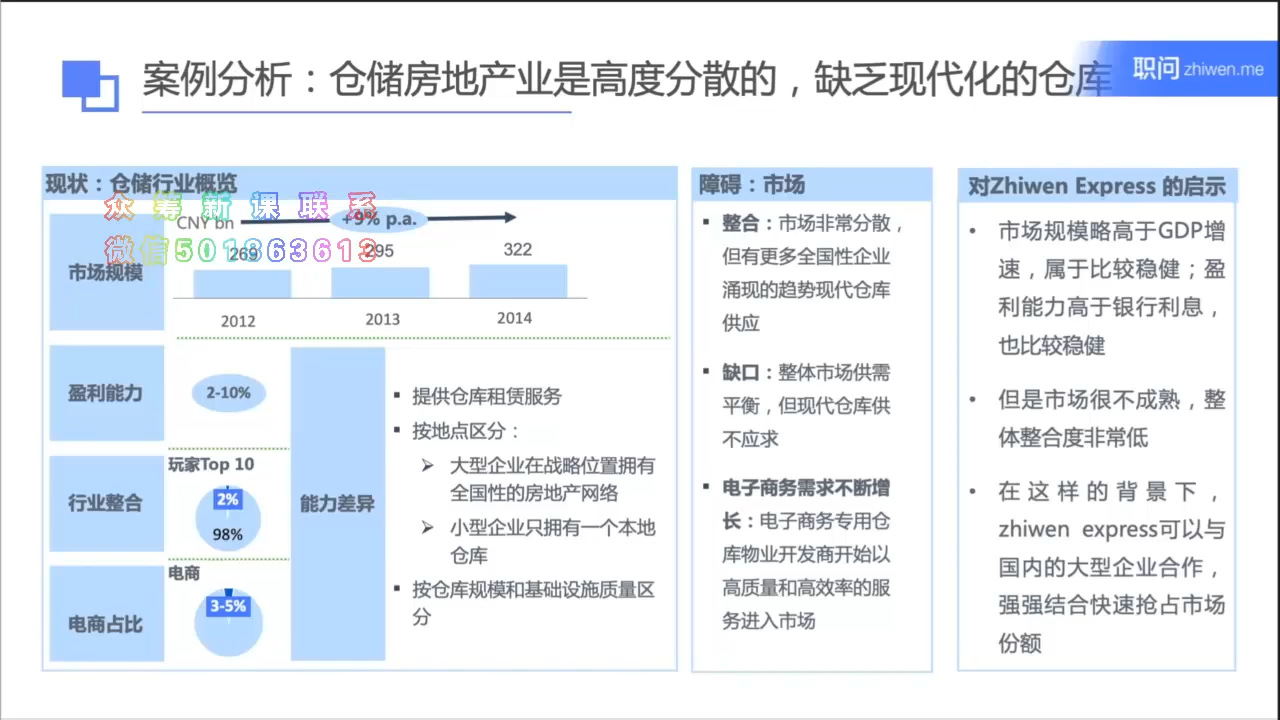 案例分析：仓储房地产业是高度分散的，缺乏现代化的仓库
职问 zhiwen.me
现状：仓储行业概览
众筹新课联系
微信501863613
CNY bn
+9% p.a.
市场规模
269
295
322
2012
2013
2014
盈利能力
2-10%
行业整合
玩家Top 10
2%
98%
电商占比
电商
3-5%
能力差异
▪ 提供仓库租赁服务
▪ 按地点区分：
➢ 大型企业在战略位置拥有
全国性的房地产网络
➢ 小型企业只拥有一个本地
仓库
▪ 按仓库规模和基础设施质量区
分
障碍：市场
▪ 整合：市场非常分散，
但有更多全国性企业
涌现的趋势现代仓库
供应
▪ 缺口：整体市场供需
平衡，但现代仓库供
不应求
▪ 电子商务需求不断增
长：电子商务专用仓
库物业开发商开始以
高质量和高效率的服
务进入市场
对Zhiwen Express 的启示
• 市场规模略高于GDP增
速，属于比较稳健；盈
利能力高于银行利息，
也比较稳健
• 但是市场很不成熟，整
体整合度非常低
• 在这样的背景下，
zhiwen express可以与
国内的大型企业合作，
强强结合快速抢占市场
份额